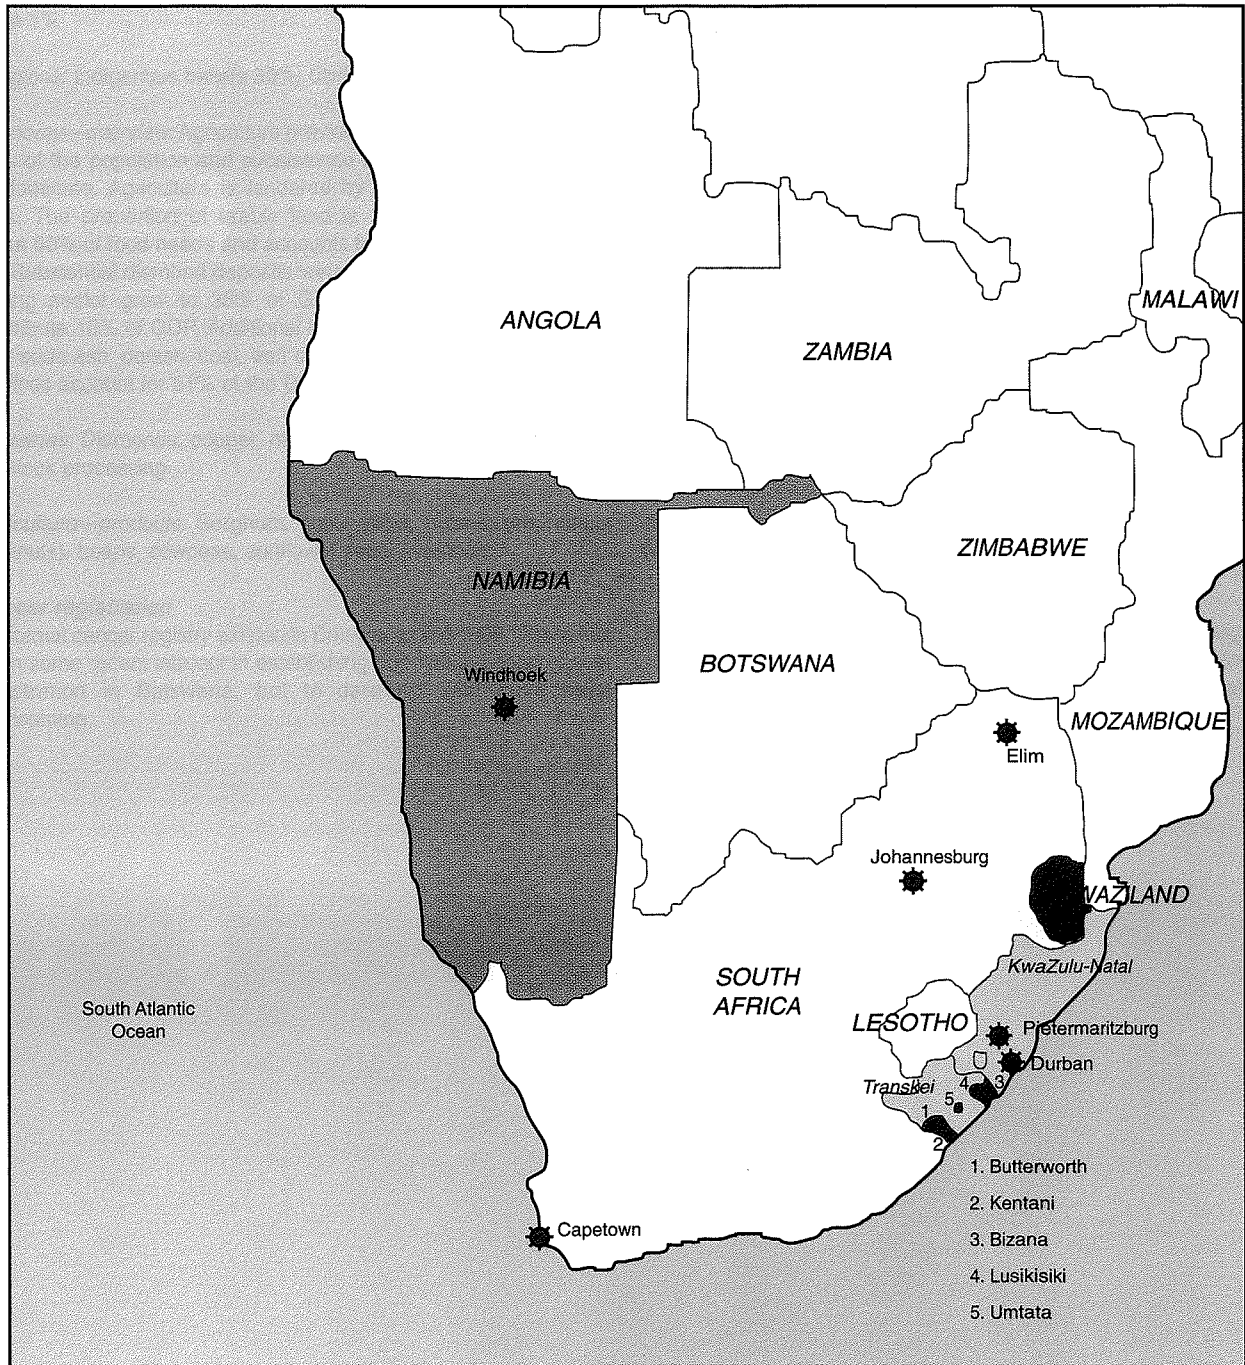 MALAWI
ANGOLA
ZAMBIA
ZIMBABWE
NAMIBIA
BOTSWANA
Windhoek
MOZAMBIQUE
Elim
Johannesburg
WAZILAND
KwaZulu-Natal
SOUTH
AFRICA
South Atlantic
Ocean
LESOTHO
Pietermaritzburg
Durban
Transkei
4
3
5
1
2
1. Butterworth
2. Kentani
Capetown
3. Bizana
4. Lusikisiki
5. Umtata